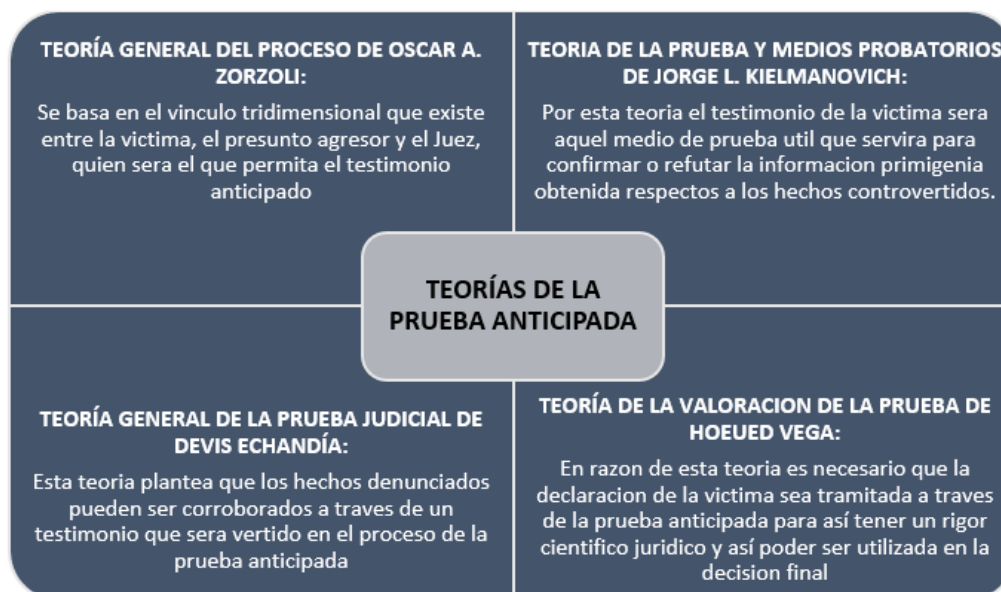 TEORÍA GENERAL DEL PROCESO DE OSCAR A.
ZORZOLI:
Se basa en el vinculo tridimensional que existe
entre la victima, el presunto agresor y el Juez,
quien sera el que permita el testimonio
anticipado
TEORIA DE LA PRUEBA Y MEDIOS PROBATORIOS
DE JORGE L. KIELMANOVICH:
Por esta teoria el testimonio de la victima sera
aquel medio de prueba util que servira para
confirmar o refutar la informacion primigenia
obtenida respectos a los hechos controvertidos.
TEORÍAS DE LA
PRUEBA ANTICIPADA
TEORÍA GENERAL DE LA PRUEBA JUDICIAL DE
DEVIS ECHANDÍA:
Esta teoria plantea que los hechos denunciados
pueden ser corroborados a traves de un
testimonio que sera vertido en el proceso de la
prueba anticipada
TEORÍA DE LA VALORACION DE LA PRUEBA DE
HOEUED VEGA:
En razon de esta teoria es necesario que la
declaracion de la victima sea tramitada a traves
de la prueba anticipada para así tener un rigor
cientifico juridico y así poder ser utilizada en la
decision final